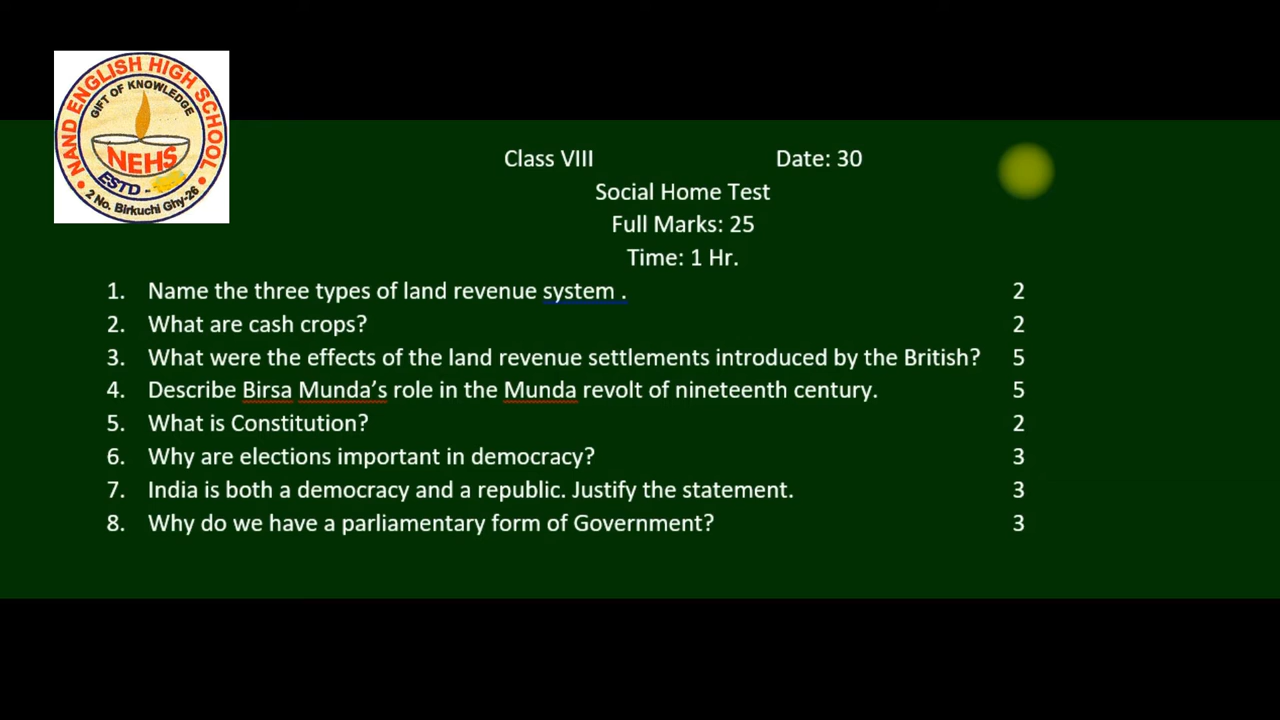 NAND ENGLISH HIGH SCHOOL
GIFT OF KNOWLEDGE
NEHS
ESTD -
2 No. Birkuchi Ghy-26
Class VIII Date: 30
Social Home Test
Full Marks: 25
Time: 1 Hr.
1. Name the three types of land revenue system . 2
2. What are cash crops? 2
3. What were the effects of the land revenue settlements introduced by the British? 5
4. Describe Birsa Munda’s role in the Munda revolt of nineteenth century. 5
5. What is Constitution? 2
6. Why are elections important in democracy? 3
7. India is both a democracy and a republic. Justify the statement. 3
8. Why do we have a parliamentary form of Government? 3